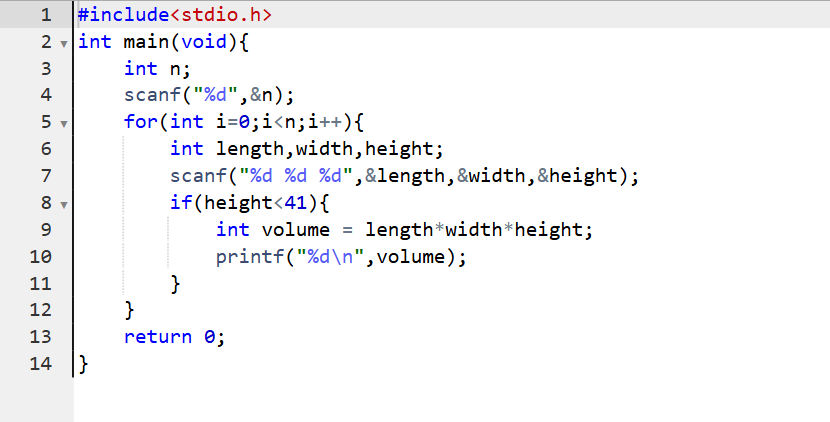 1 #include<stdio.h>
2 int main(void){
3     int n;
4     scanf("%d",&n);
5     for(int i=0;i<n;i++){
6         int length,width,height;
7         scanf("%d %d %d",&length,&width,&height);
8         if(height<41){
9             int volume = length*width*height;
10             printf("%d\n",volume);
11         }
12     }
13     return 0;
14 }